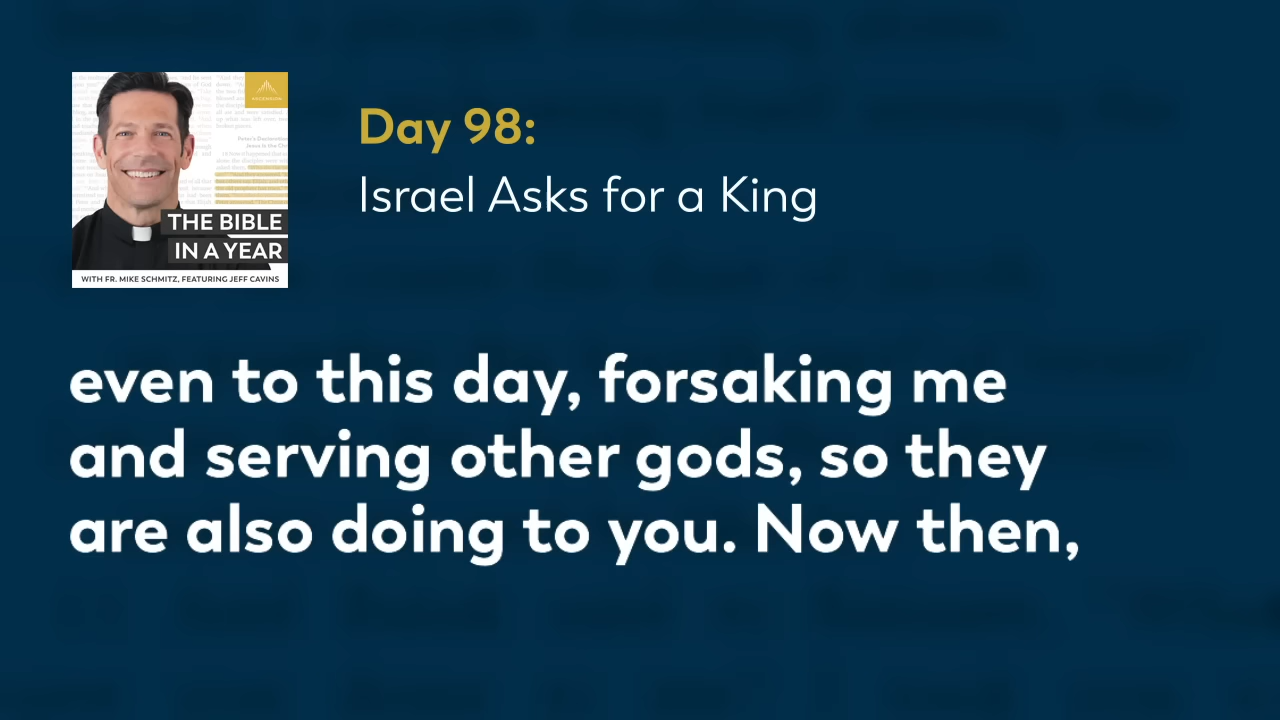 ASCENSION
THE BIBLE
IN A YEAR
WITH FR. MIKE SCHMITZ, FEATURING JEFF CAVINS
Day 98:
Israel Asks for a King
even to this day, forsaking me
and serving other gods, so they
are also doing to you. Now then,